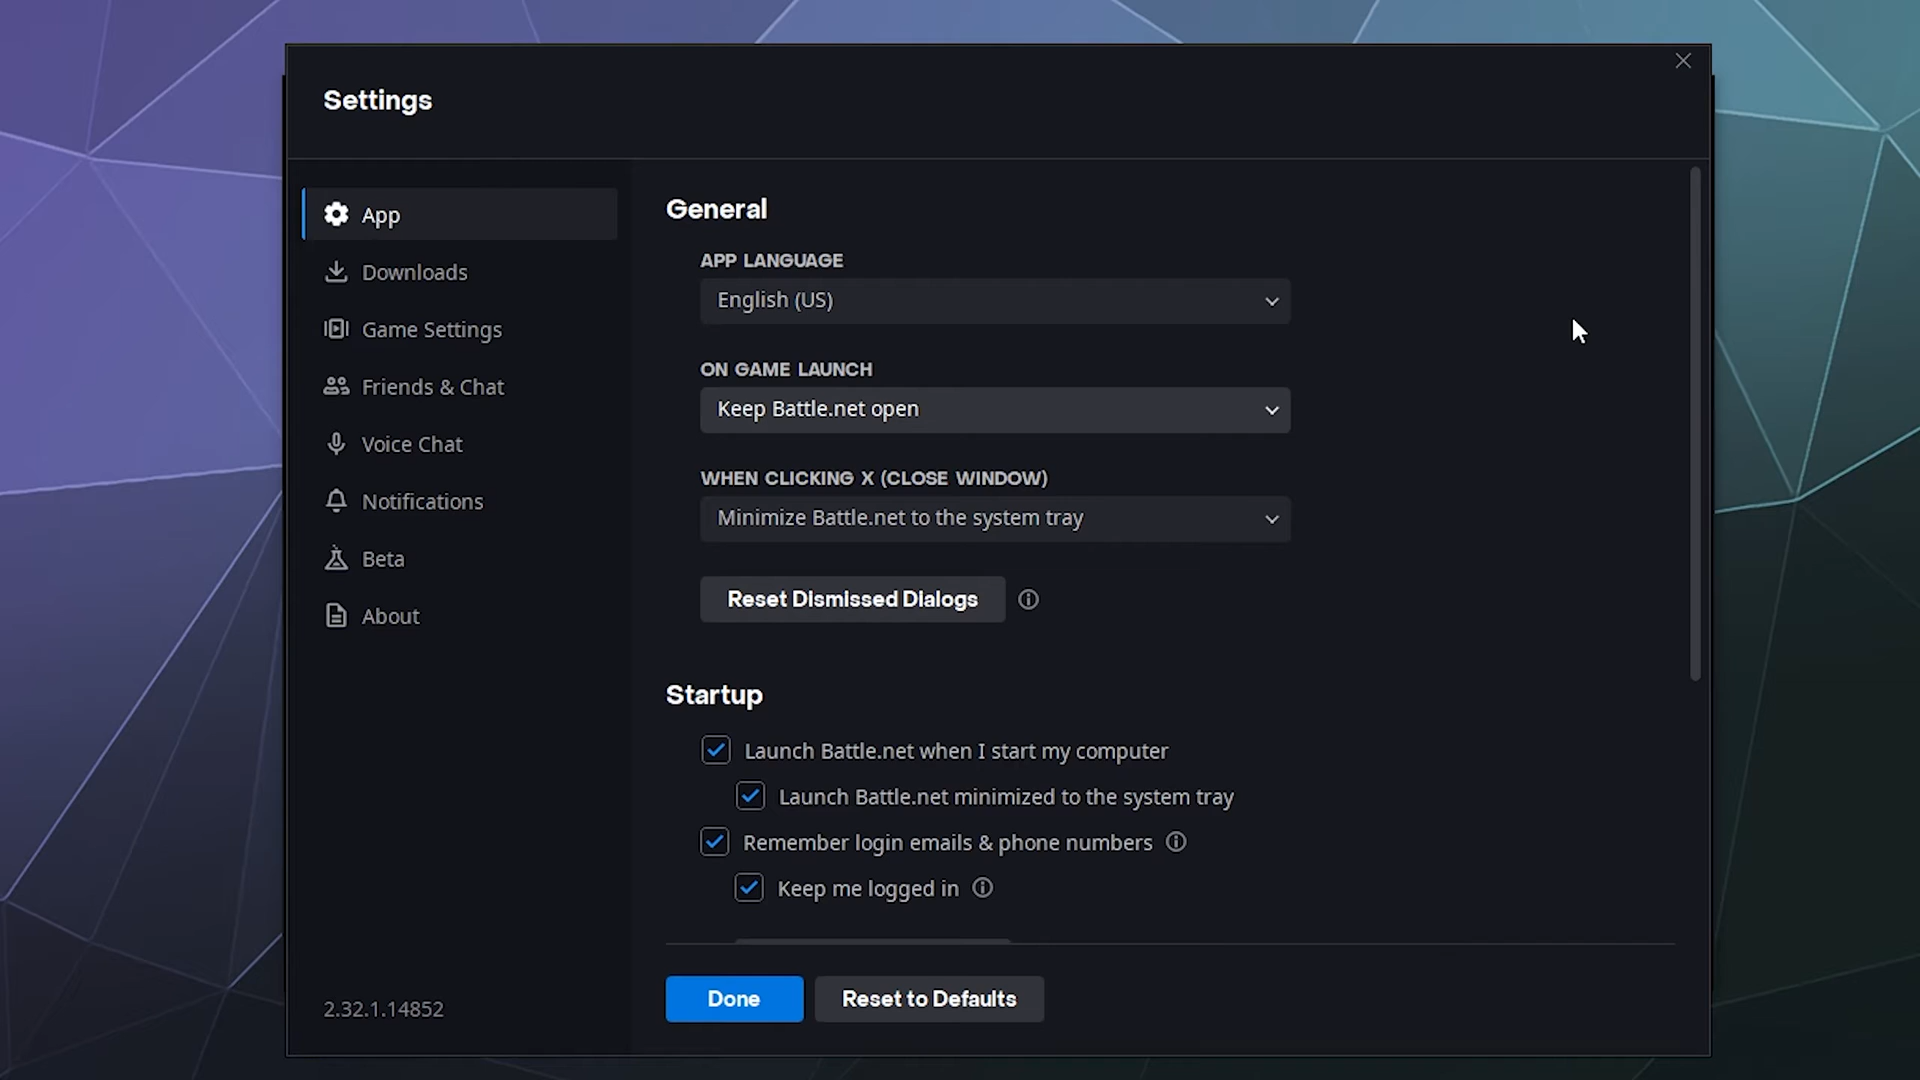 Settings
App
Downloads
Game Settings
Friends & Chat
Voice Chat
Notifications
Beta
About
2.32.1.14852
General
APP LANGUAGE
English (US)
ON GAME LAUNCH
Keep Battle.net open
WHEN CLICKING X (CLOSE WINDOW)
Minimize Battle.net to the system tray
Reset Dismissed Dialogs
Startup
Launch Battle.net when I start my computer
Launch Battle.net minimized to the system tray
Remember login emails & phone numbers
Keep me logged in
Done
Reset to Defaults